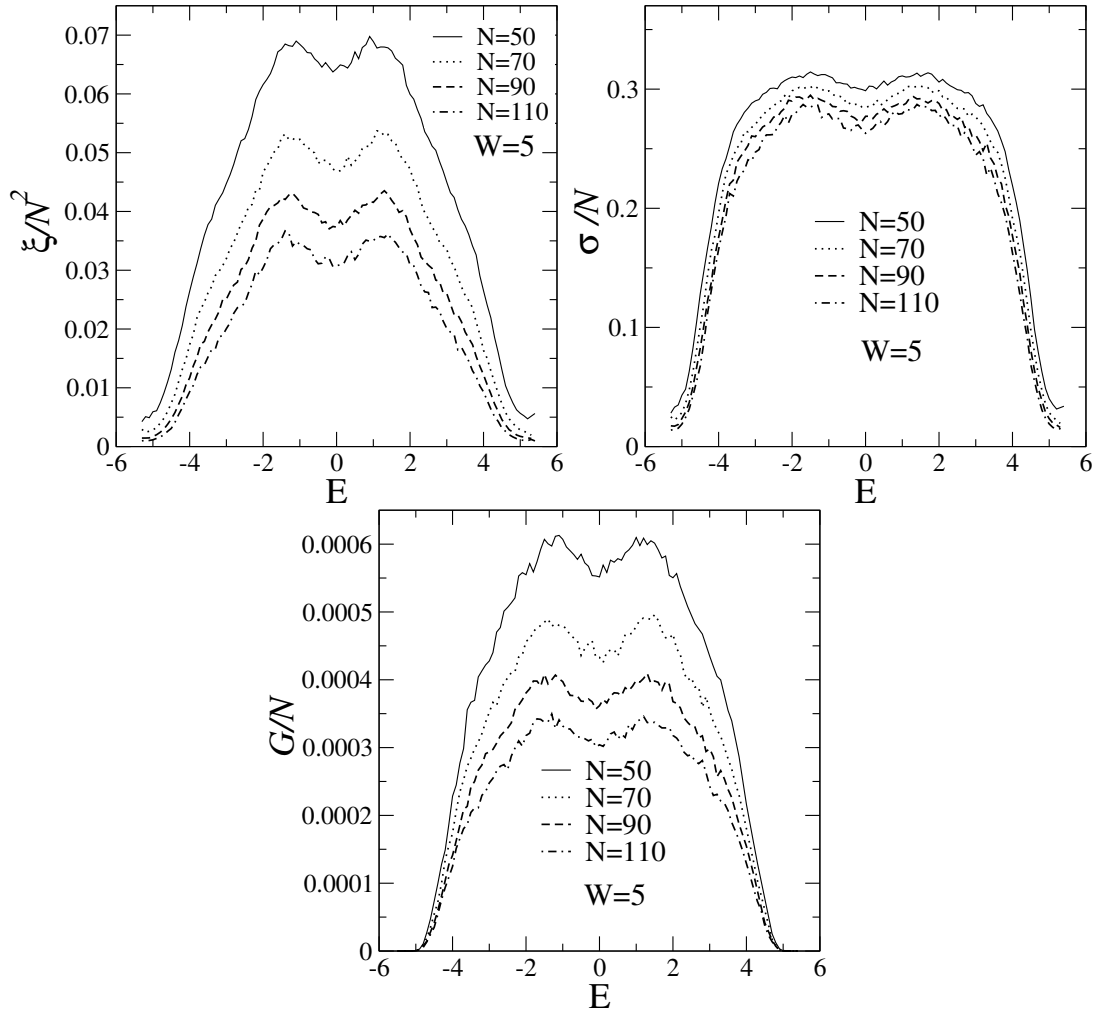 0.07
0.06
0.05
0.04
0.03
0.02
0.01
0
ξ/N²
N=50
N=70
N=90
N=110
W=5
-6 -4 -2 0 2 4 6
E
0.3
0.2
0.1
0
σ/N
N=50
N=70
N=90
N=110
W=5
-6 -4 -2 0 2 4 6
E
0.0006
0.0005
0.0004
0.0003
0.0002
0.0001
0
G/N
N=50
N=70
N=90
N=110
W=5
-6 -4 -2 0 2 4 6
E